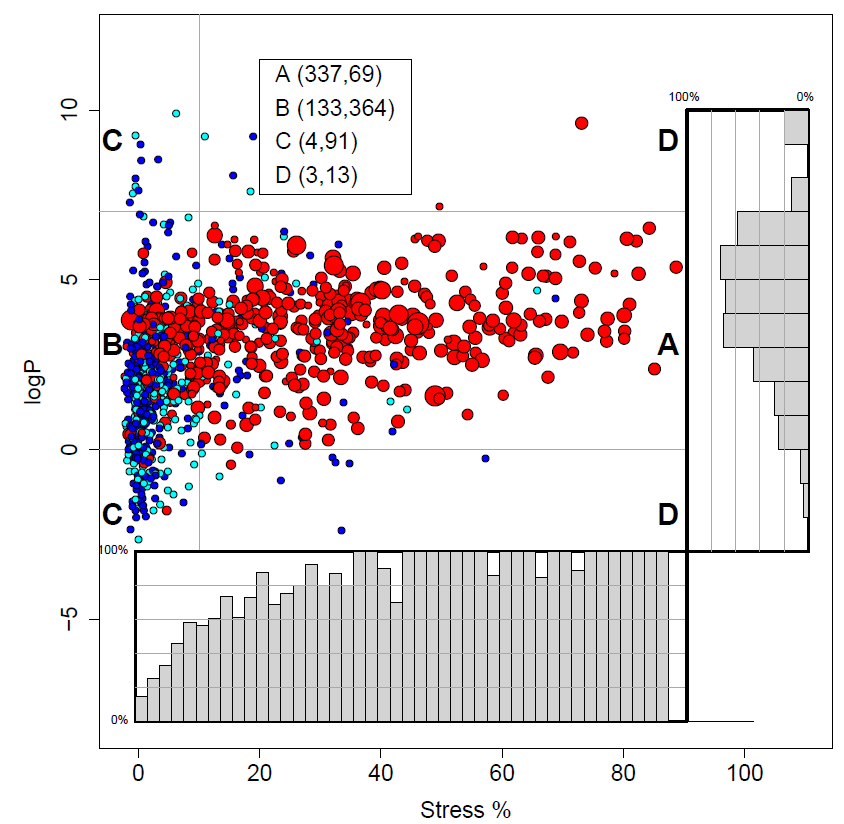 A (337,69)
B (133,364)
C (4,91)
D (3,13)
10
5
0
−5
logP
C
D
B
A
C
D
100%
0%
100%
0%
0
20
40
60
80
100
Stress %